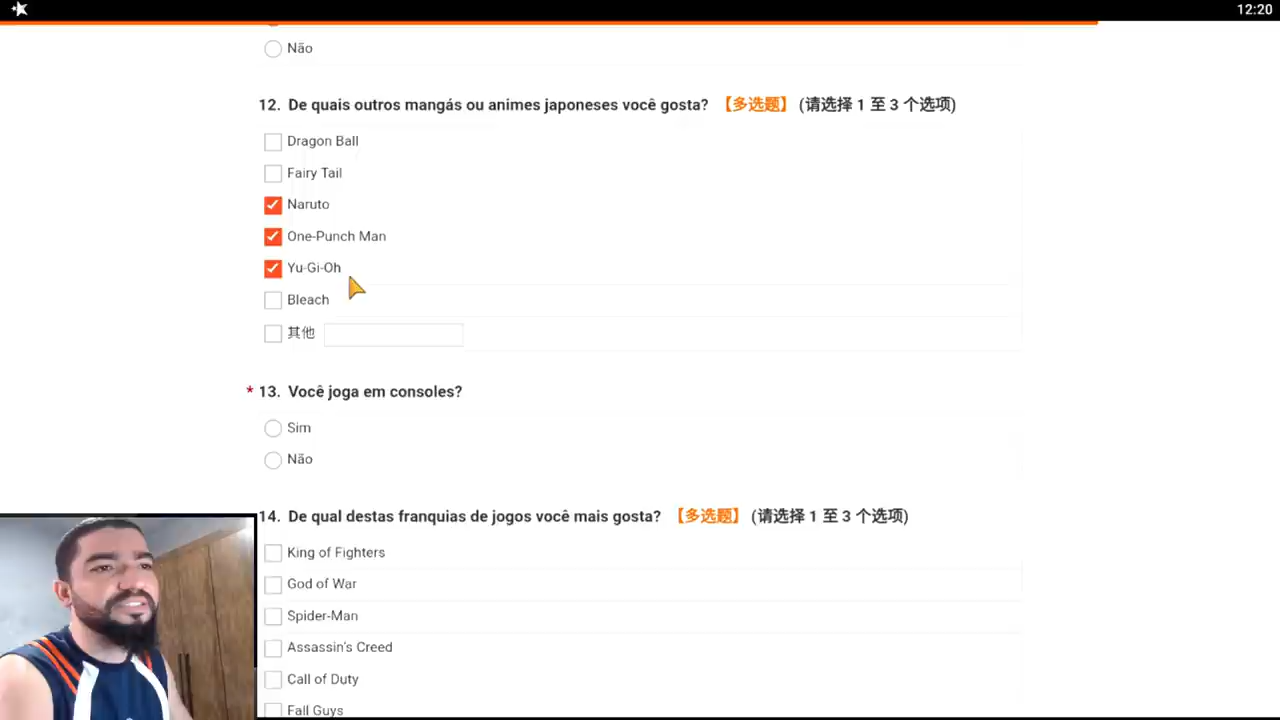 12:20
Não
12. De quais outros mangás ou animes japoneses você gosta? 【多选题】 (请选择 1 至 3 个选项)
Dragon Ball
Fairy Tail
Naruto
One-Punch Man
Yu-Gi-Oh
Bleach
其他
* 13. Você joga em consoles?
Sim
Não
14. De qual destas franquias de jogos você mais gosta? 【多选题】 (请选择 1 至 3 个选项)
King of Fighters
God of War
Spider-Man
Assassin's Creed
Call of Duty
Fall Guys